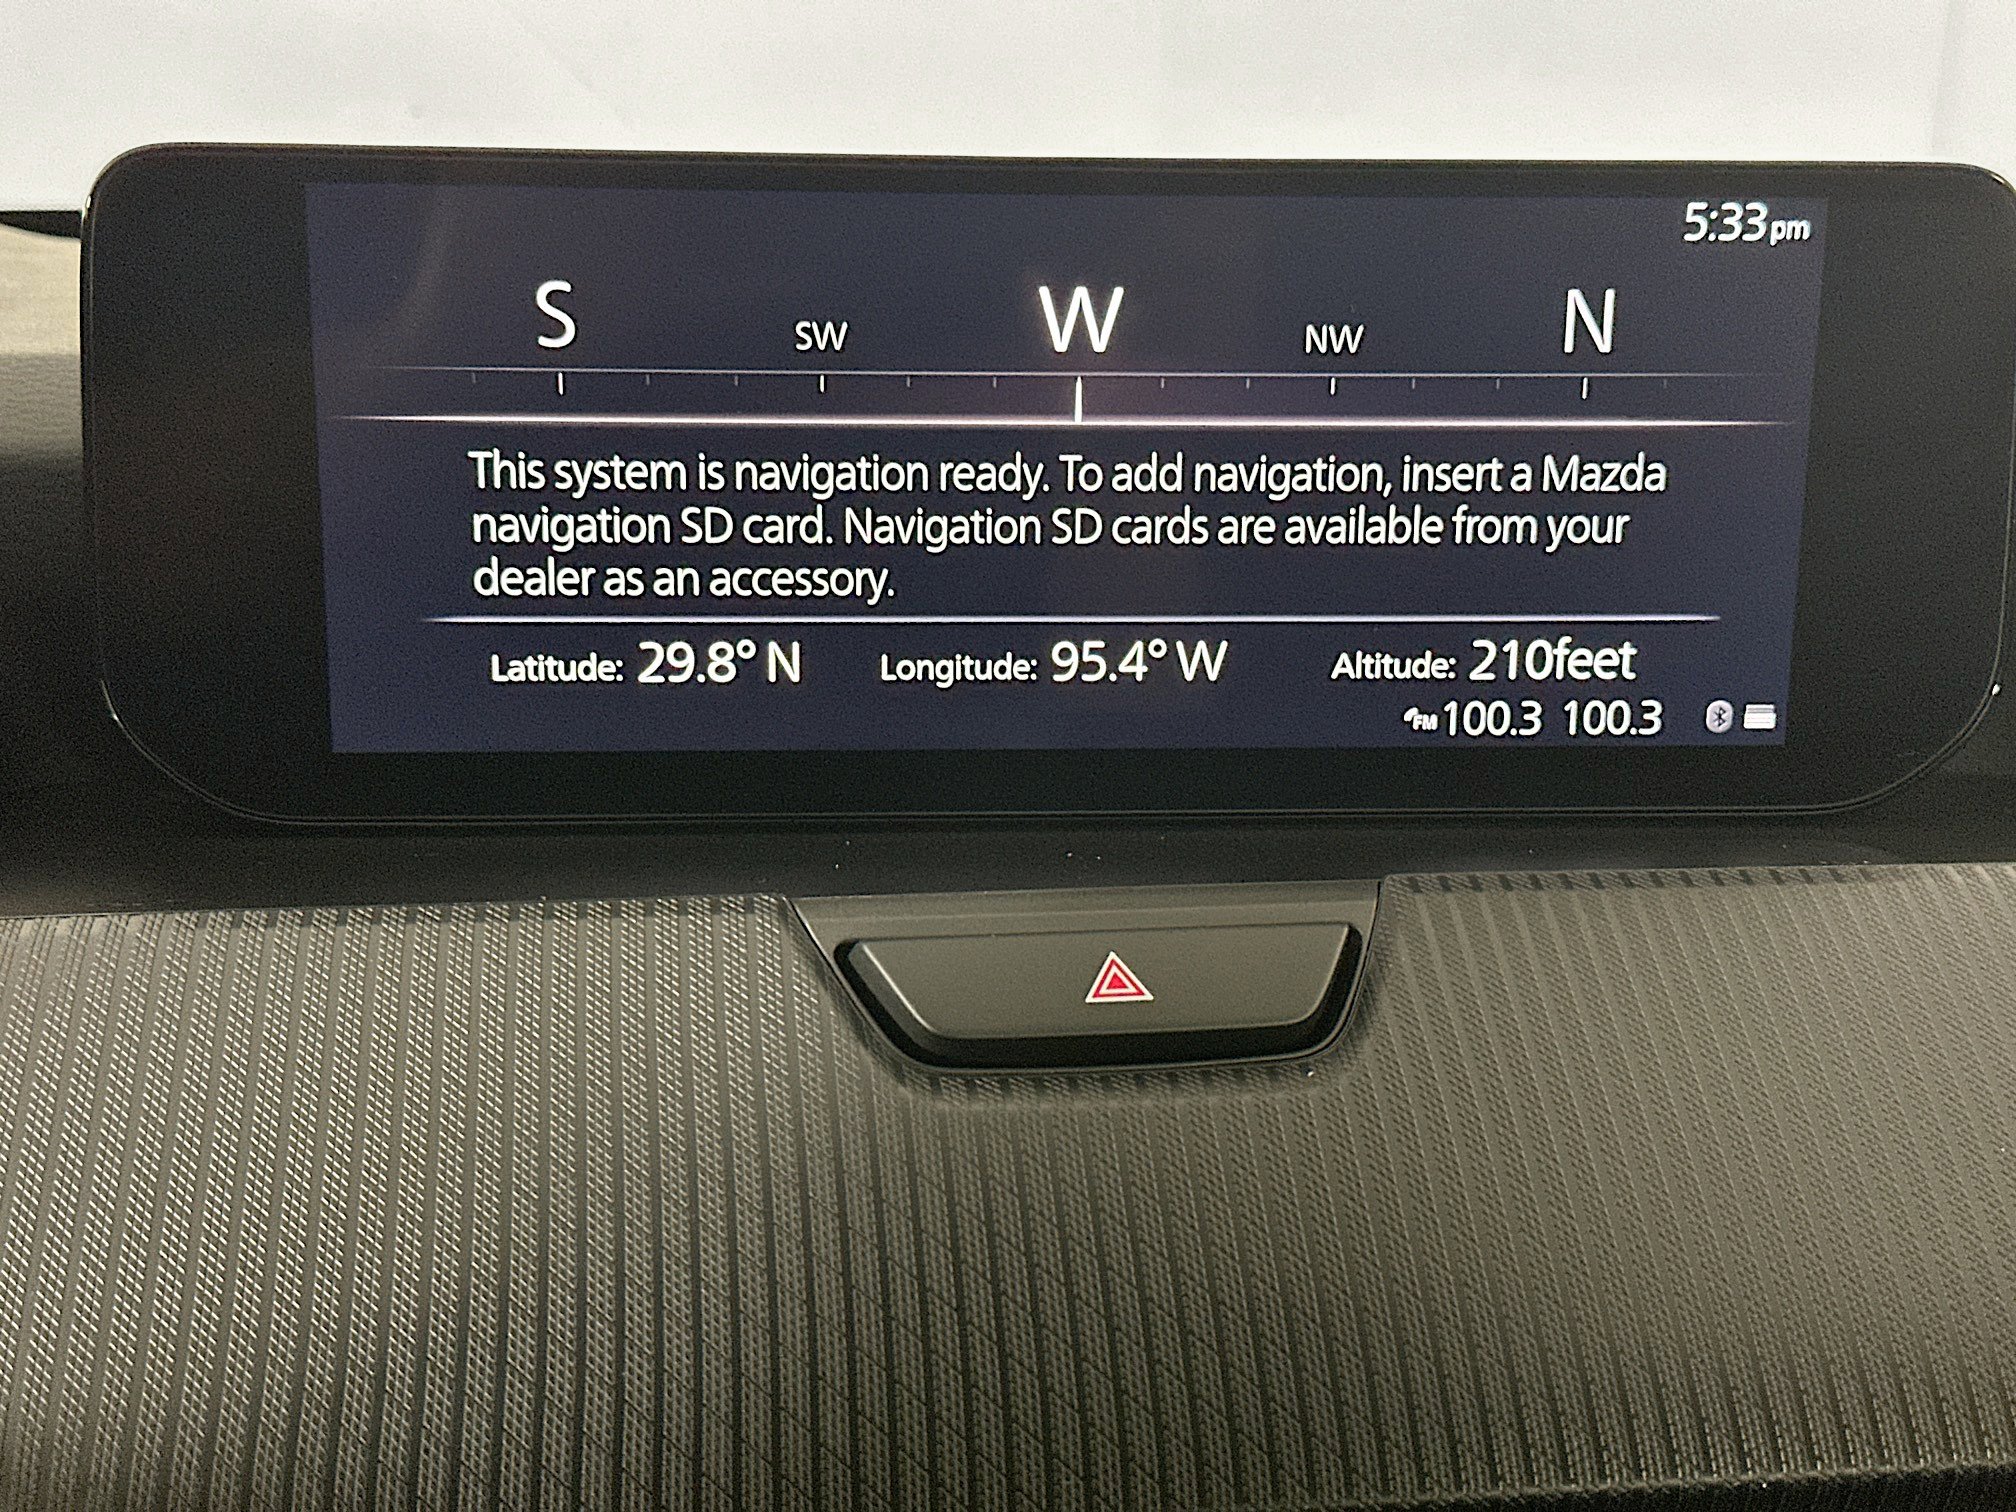 5:33pm
S SW W NW N
This system is navigation ready. To add navigation, insert a Mazda
navigation SD card. Navigation SD cards are available from your
dealer as an accessory.
Latitude: 29.8° N Longitude: 95.4° W Altitude: 210feet
FM 100.3 100.3